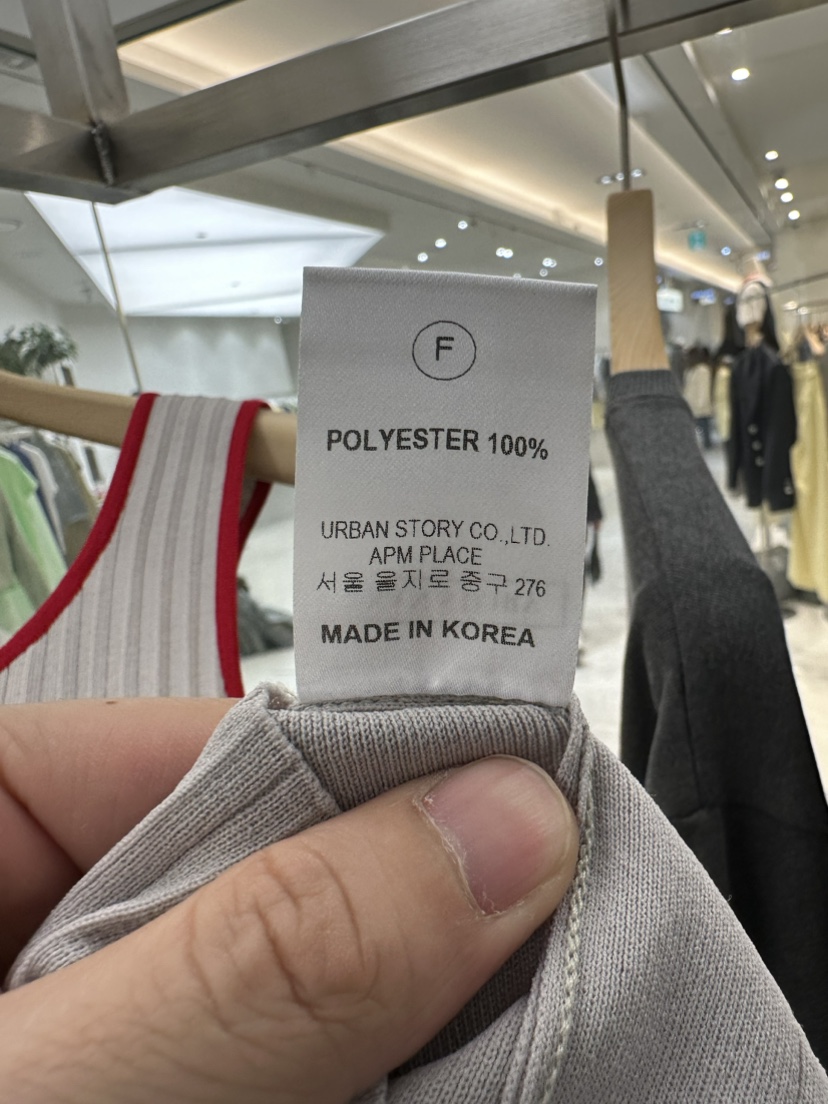 F
POLYESTER 100%
URBAN STORY CO.,LTD.
APM PLACE
서울 을지로 중구 276
MADE IN KOREA